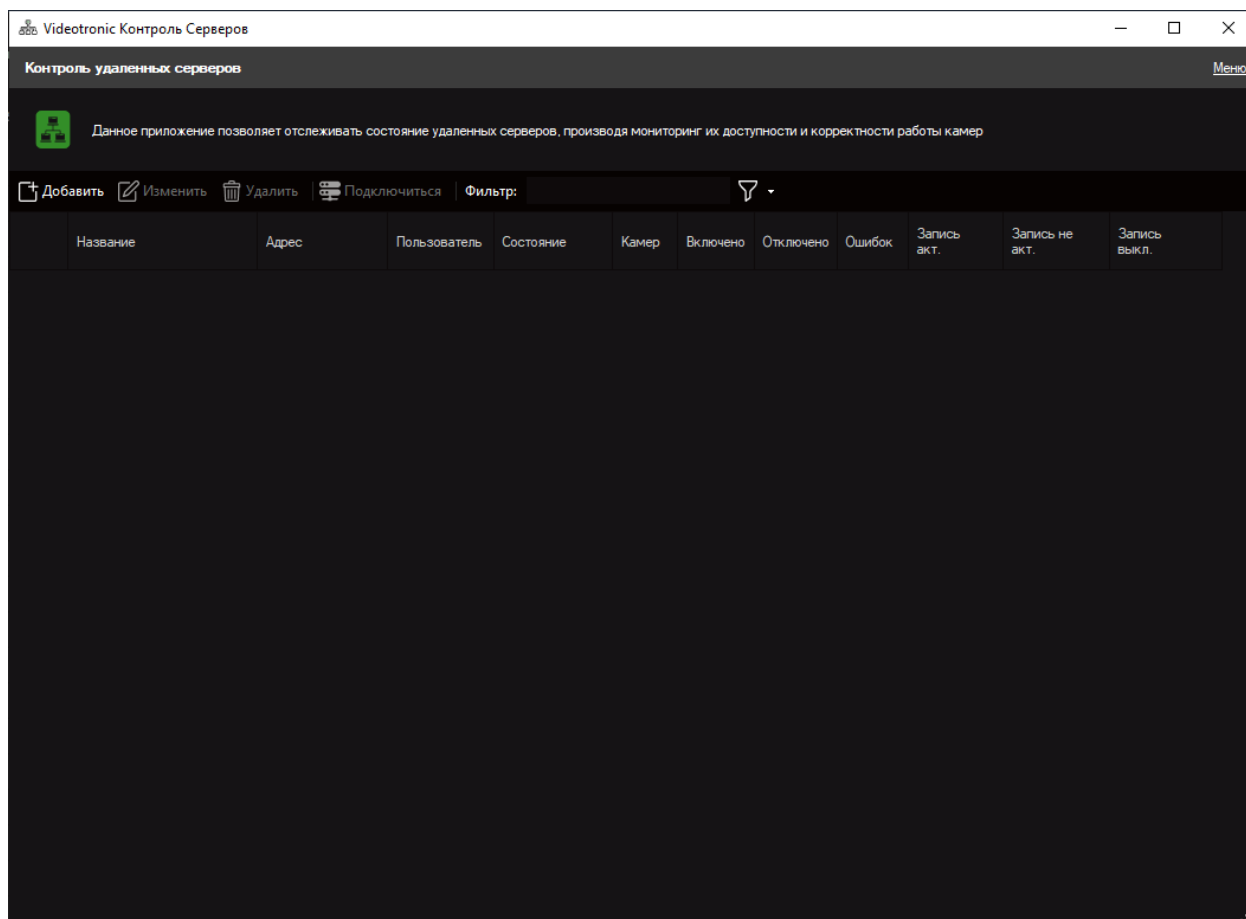 Videotronic Контроль Серверов
Контроль удаленных серверов Меню
Данное приложение позволяет отслеживать состояние удаленных серверов, производя мониторинг их доступности и корректности работы камер
Добавить Изменить Удалить Подключиться Фильтр:
Название Адрес Пользователь Состояние Камер Включено Отключено Ошибок Запись акт. Запись не акт. Запись выкл.